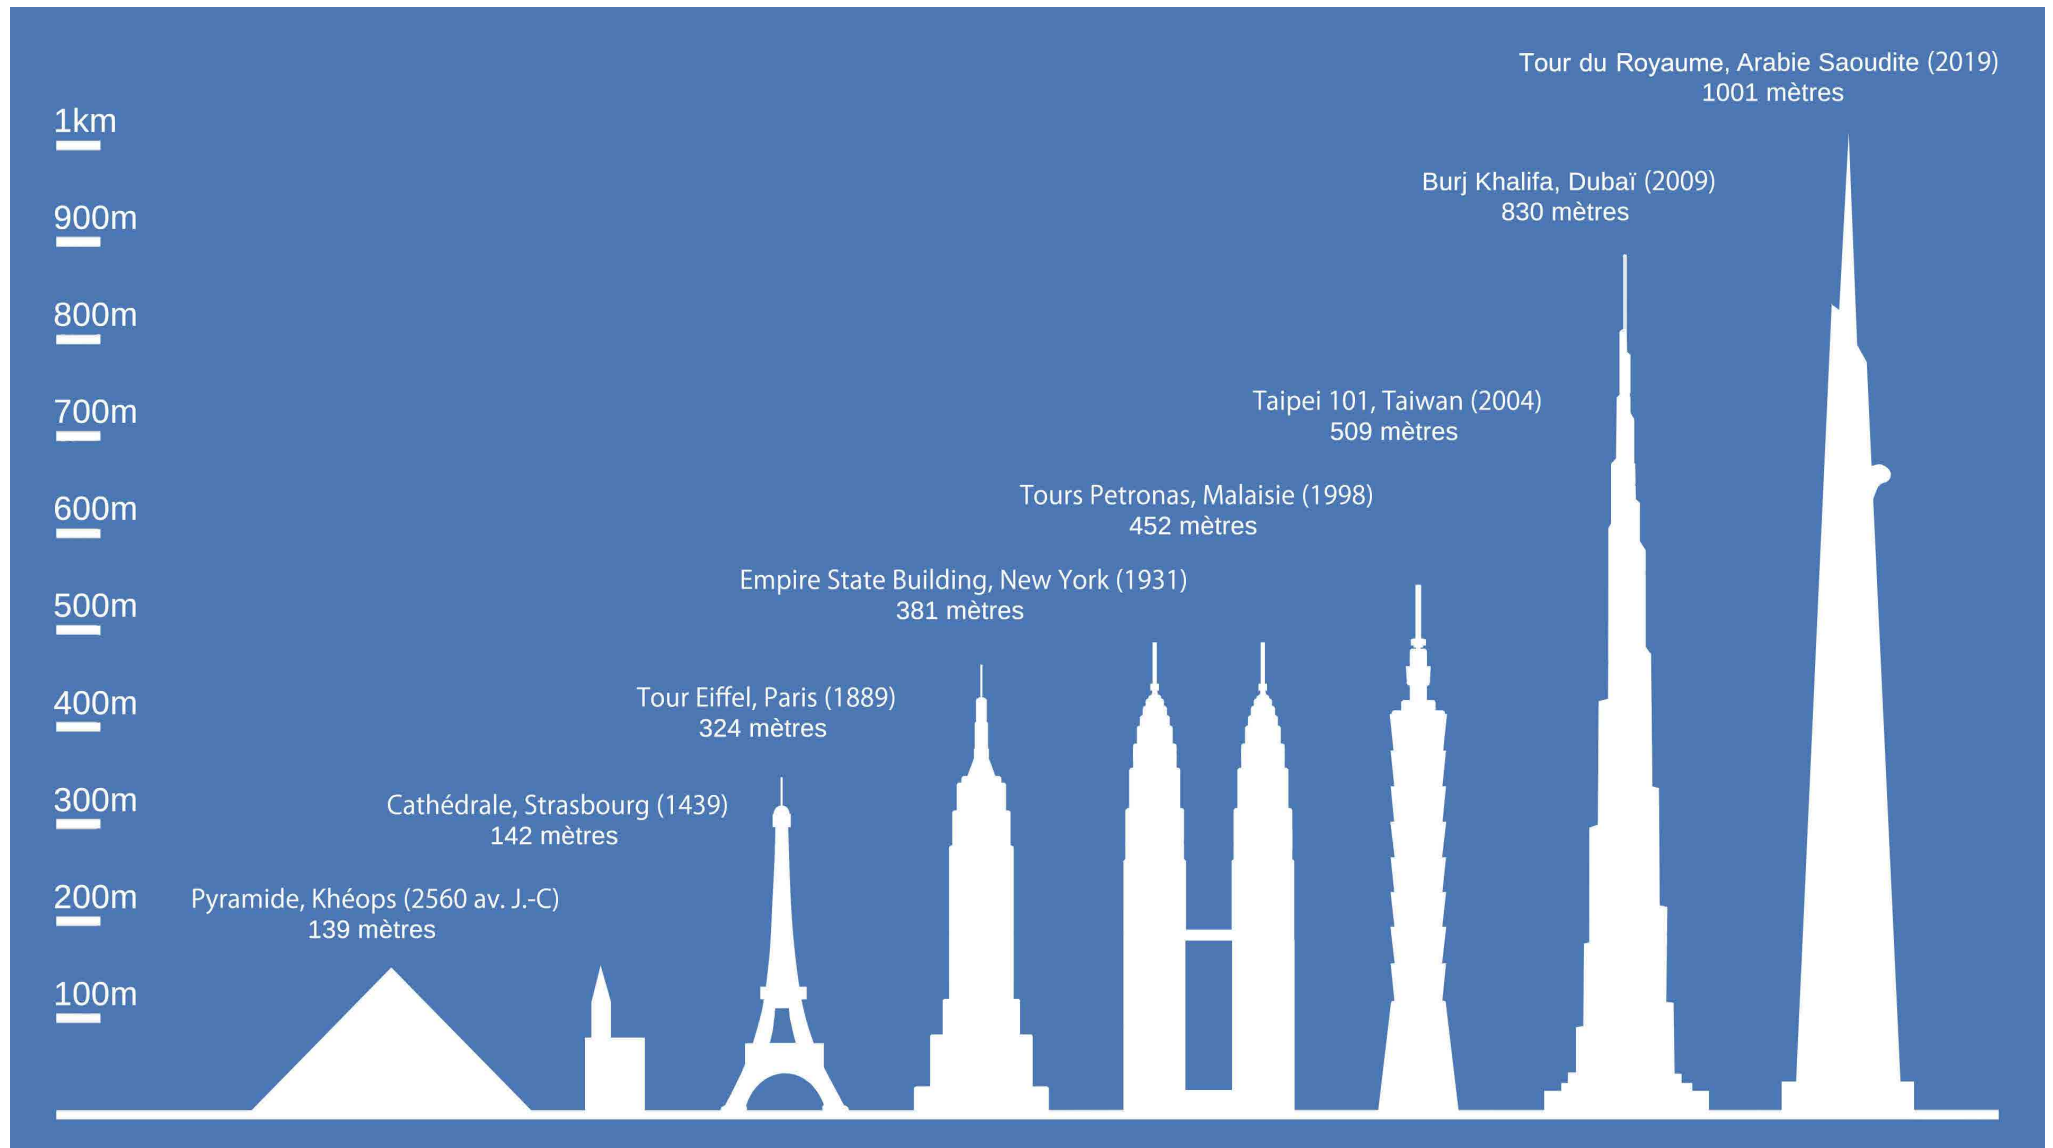 Tour du Royaume, Arabie Saoudite (2019)
1001 mètres
1km
Burj Khalifa, Dubaï (2009)
830 mètres
900m
800m
Taipei 101, Taiwan (2004)
509 mètres
700m
Tours Petronas, Malaisie (1998)
452 mètres
600m
Empire State Building, New York (1931)
381 mètres
500m
Tour Eiffel, Paris (1889)
324 mètres
400m
Cathédrale, Strasbourg (1439)
142 mètres
300m
Pyramide, Khéops (2560 av. J.-C)
139 mètres
200m
100m